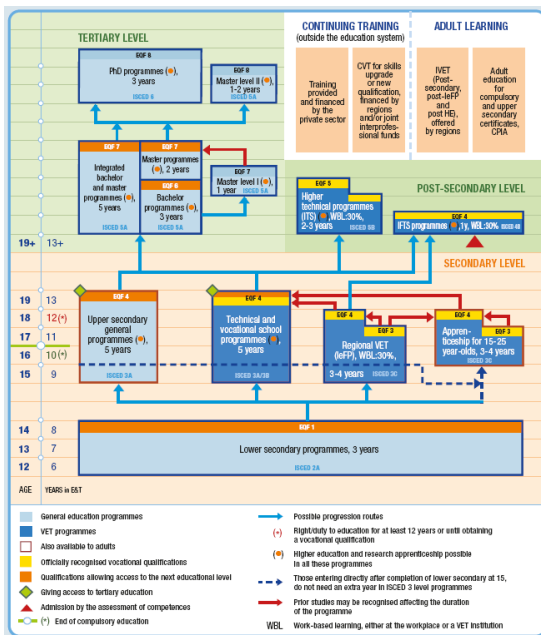 TERTIARY LEVEL
CONTINUING TRAINING
(outside the education system)
ADULT LEARNING
EQF 8
PhD programmes ( ),
3 years
ISCED 6
EQF 8
Master level II ( ),
1-2 years
ISCED 5A
Training
provided
and financed
by the
private sector
CVT for skills
upgrade
or new
qualification,
financed by
regions
and/or joint
interprofes-
sional funds
IVET
(Post-
secondary,
post-IeFP
and
post HE),
offered
by regions
Adult
education
for
compulsory
and upper
secondary
certificates,
CPIA
EQF 7
Integrated
bachelor
and master
programmes ( ),
5 years
ISCED 5A
EQF 7
Master programmes
( ), 2 years
EQF 6
Bachelor
programmes ( ),
3 years
ISCED 5A
EQF 7
Master level I ( ),
1 year ISCED 5A
POST-SECONDARY LEVEL
EQF 5
Higher
technical programmes
(ITS) ( ),WBL:30%,
2-3 years
ISCED 5B
EQF 4
IFTS programmes ( ),1y, WBL:30% ISCED 4B
19+ 13+
SECONDARY LEVEL
19 13
18 12(*)
17 11
16 10(*)
15 9
EQF 4
Upper secondary
general
programmes ( ),
5 years
ISCED 3A
EQF 4
Technical and
vocational school
programmes ( ),
5 years
ISCED 3A/3B
EQF 4
EQF 3
Regional VET
(IeFP), WBL:30%,
3-4 years ISCED 3C
EQF 4
EQF 3
Appren-
ticeship for 15-25
year-olds, 3-4 years
ISCED 3C
14 8
13 7
12 6
EQF 1
Lower secondary programmes, 3 years
ISCED 2A
AGE YEARS in E&T
General education programmes
VET programmes
Also available to adults
Officially recognised vocational qualifications
Qualifications allowing access to the next educational level
Giving access to tertiary education
Admission by the assessment of competences
(*) End of compulsory education
Possible progression routes
(*) Right/duty to education for at least 12 years or until obtaining
a vocational qualification
( ) Higher education and research apprenticeship possible
in all these programmes
Those entering directly after completion of lower secondary at 15,
do not need an extra year in ISCED 3 level programmes
Prior studies may be recognised affecting the duration
of the programme
WBL Work-based learning, either at the workplace or a VET institution